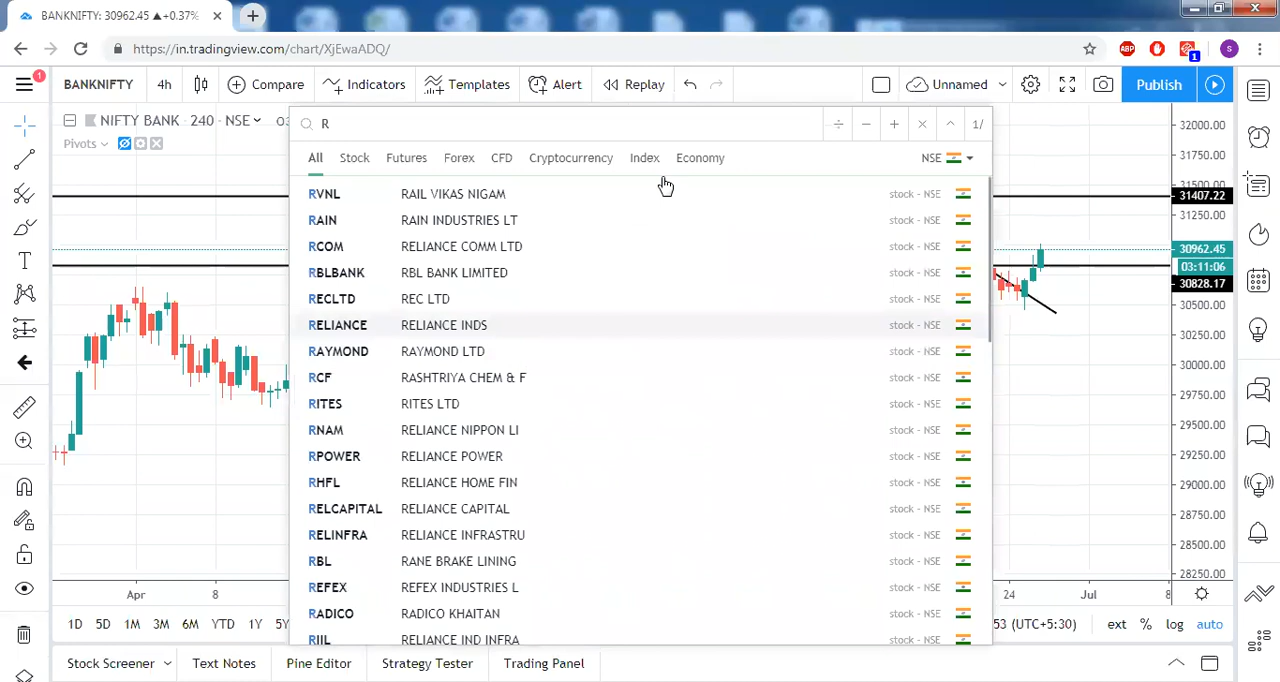 BANKNIFTY: 30962.45 ▲+0.37%
https://in.tradingview.com/chart/XjEwaADQ/
ABP
1
S
1
BANKNIFTY 4h Compare Indicators Templates Alert Replay Unnamed Publish
NIFTY BANK · 240 · NSE
Pivots
R
÷ − + × ^ 1/
All Stock Futures Forex CFD Cryptocurrency Index Economy NSE
RVNL RAIL VIKAS NIGAM stock - NSE
RAIN RAIN INDUSTRIES LT stock - NSE
RCOM RELIANCE COMM LTD stock - NSE
RBLBANK RBL BANK LIMITED stock - NSE
RECLTD REC LTD stock - NSE
RELIANCE RELIANCE INDS stock - NSE
RAYMOND RAYMOND LTD stock - NSE
RCF RASHTRIYA CHEM & F stock - NSE
RITES RITES LTD stock - NSE
RNAM RELIANCE NIPPON LI stock - NSE
RPOWER RELIANCE POWER stock - NSE
RHFL RELIANCE HOME FIN stock - NSE
RELCAPITAL RELIANCE CAPITAL stock - NSE
RELINFRA RELIANCE INFRASTRU stock - NSE
RBL RANE BRAKE LINING stock - NSE
REFEX REFEX INDUSTRIES L stock - NSE
RADICO RADICO KHAITAN stock - NSE
RIIL RELIANCE IND INFRA stock - NSE
32000.00
31750.00
31407.22
31250.00
30962.45
03:11:06
30828.17
30500.00
30250.00
30000.00
29750.00
29500.00
29250.00
29000.00
28750.00
28500.00
28250.00
Apr 8 24 Jul 8
1D 5D 1M 3M 6M YTD 1Y 5Y 53 (UTC+5:30) ext % log auto
Stock Screener Text Notes Pine Editor Strategy Tester Trading Panel